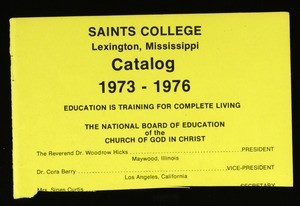 SAINTS COLLEGE
Lexington, Mississippi
Catalog
1973 - 1976
EDUCATION IS TRAINING FOR COMPLETE LIVING
THE NATIONAL BOARD OF EDUCATION
of the
CHURCH OF GOD IN CHRIST
The Reverend Dr. Woodrow Hicks PRESIDENT
Maywood, Illinois
Dr. Cora Berry VICE-PRESIDENT
Los Angeles, California
Mrs. Curtis SECRETARY